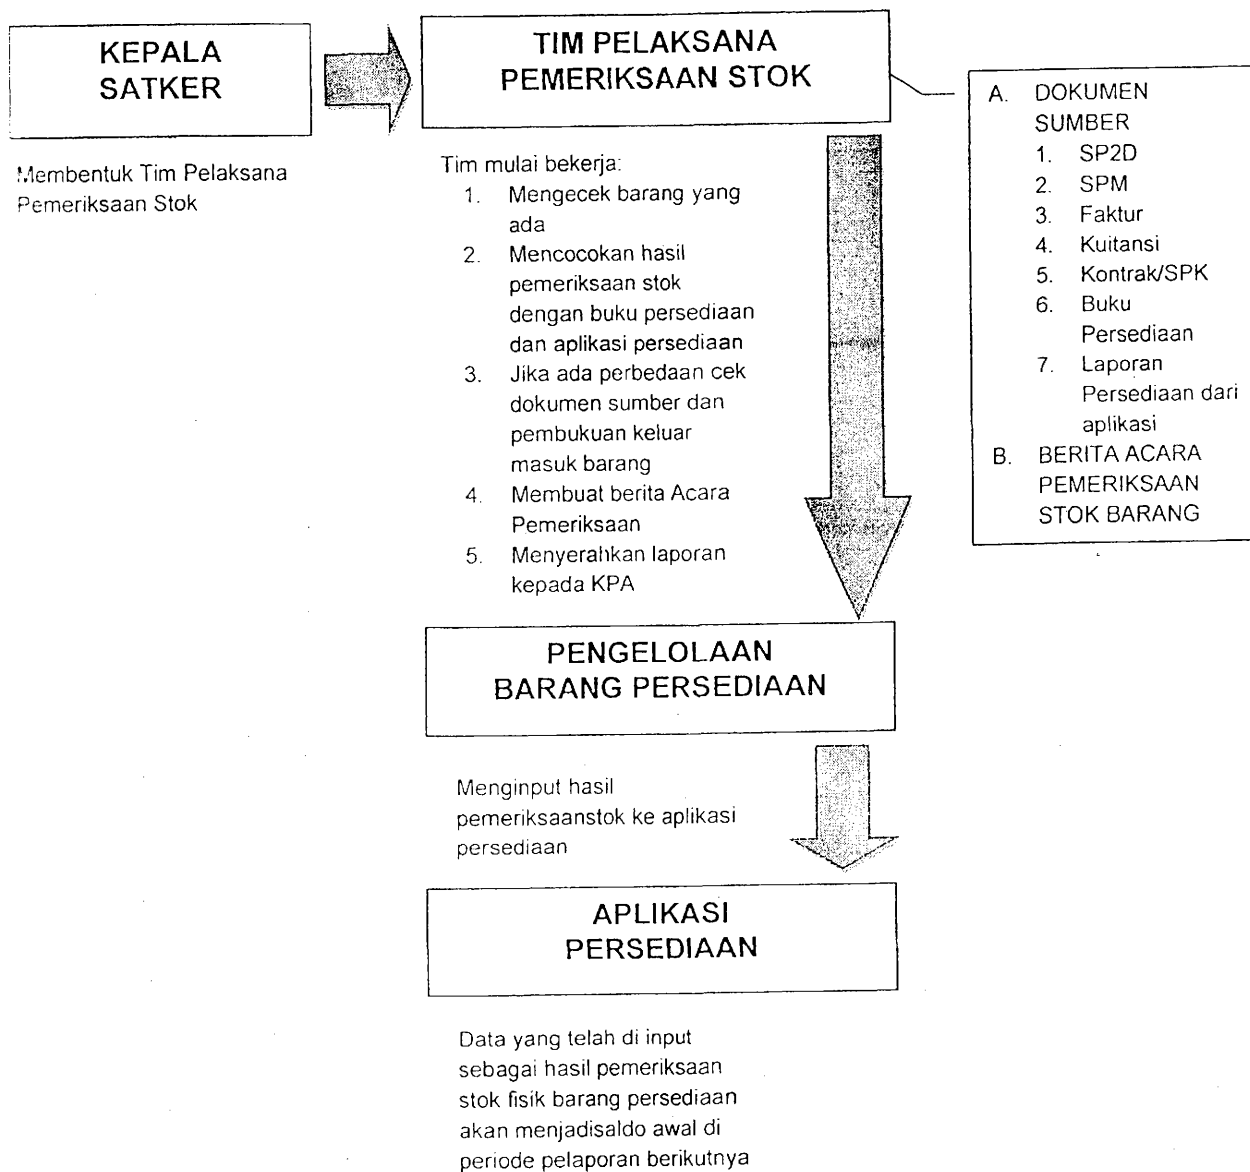 KEPALA
SATKER
Membentuk Tim Pelaksana
Pemeriksaan Stok
TIM PELAKSANA
PEMERIKSAAN STOK
Tim mulai bekerja:
1. Mengecek barang yang
ada
2. Mencocokan hasil
pemeriksaan stok
dengan buku persediaan
dan aplikasi persediaan
3. Jika ada perbedaan cek
dokumen sumber dan
pembukuan keluar
masuk barang
4. Membuat berita Acara
Pemeriksaan
5. Menyerahkan laporan
kepada KPA
A. DOKUMEN
SUMBER
1. SP2D
2. SPM
3. Faktur
4. Kuitansi
5. Kontrak/SPK
6. Buku
Persediaan
7. Laporan
Persediaan dari
aplikasi
B. BERITA ACARA
PEMERIKSAAN
STOK BARANG
PENGELOLAAN
BARANG PERSEDIAAN
Menginput hasil
pemeriksaanstok ke aplikasi
persediaan
APLIKASI
PERSEDIAAN
Data yang telah di input
sebagai hasil pemeriksaan
stok fisik barang persediaan
akan menjadisaldo awal di
periode pelaporan berikutnya